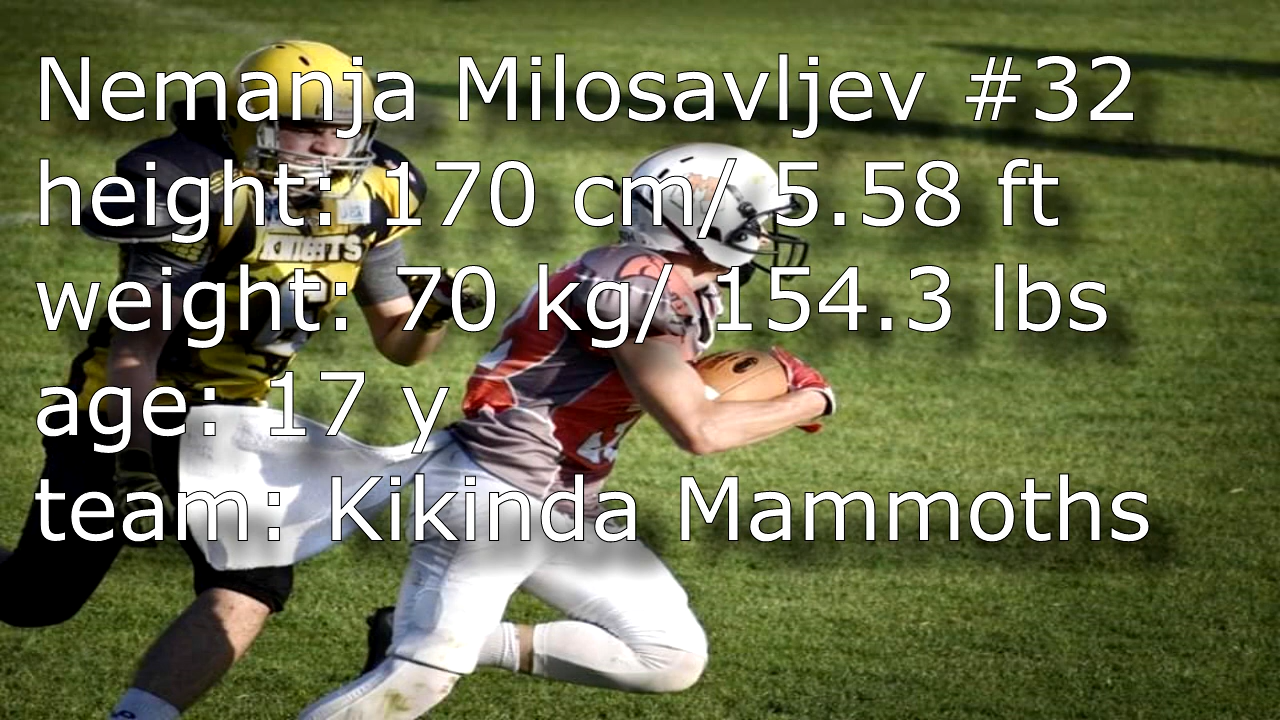 Nemanja Milosavljev #32
height: 170 cm/ 5.58 ft
weight: 70 kg/ 154.3 lbs
age: 17 y
team: Kikinda Mammoths
KNIGHTS